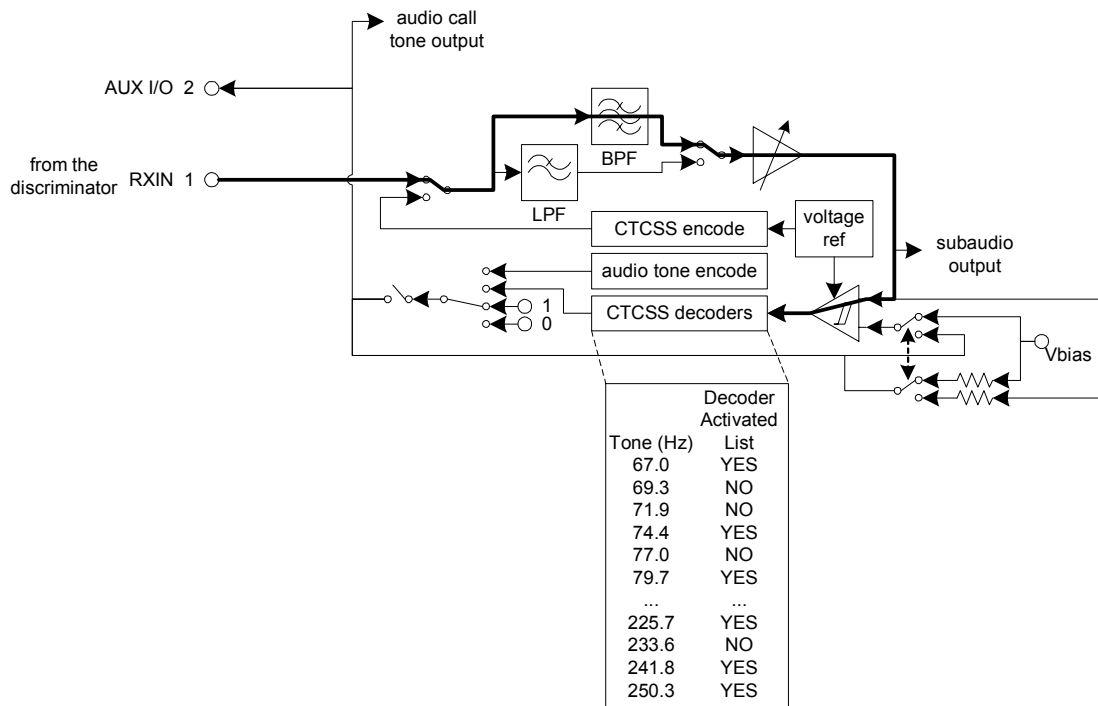 audio call
tone output
AUX I/O 2
from the
discriminator
RXIN 1
BPF
LPF
CTCSS encode
voltage
ref
audio tone encode
subaudio
output
CTCSS decoders
1
0
Vbias
Decoder
Activated
Tone (Hz) List
67.0 YES
69.3 NO
71.9 NO
74.4 YES
77.0 NO
79.7 YES
... ...
225.7 YES
233.6 NO
241.8 YES
250.3 YES